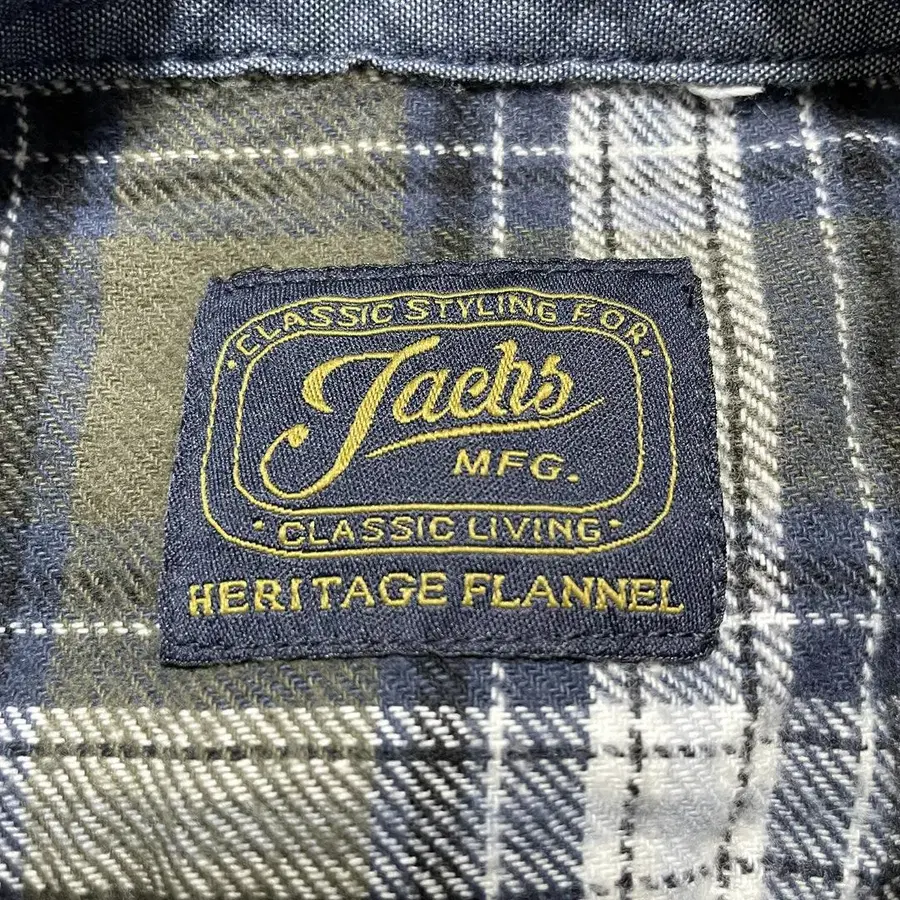 CLASSIC STYLING FOR
Jachs
MFG.
CLASSIC LIVING
HERITAGE FLANNEL